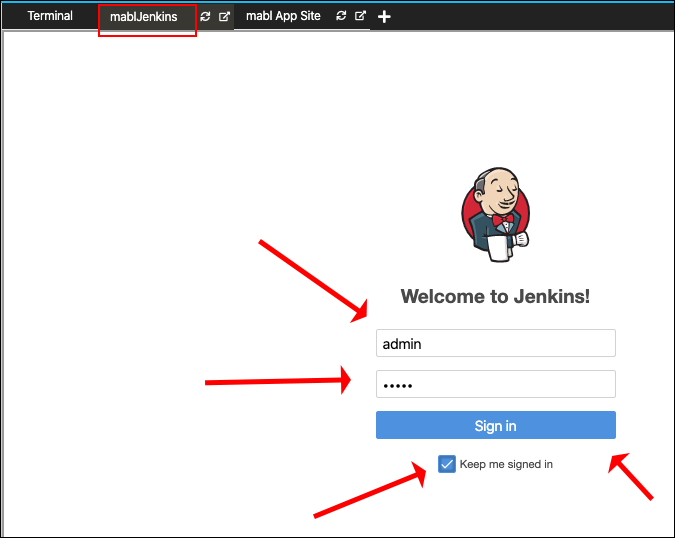 Terminal mablJenkins mabl App Site
Welcome to Jenkins!
admin
•••••
Sign in
Keep me signed in